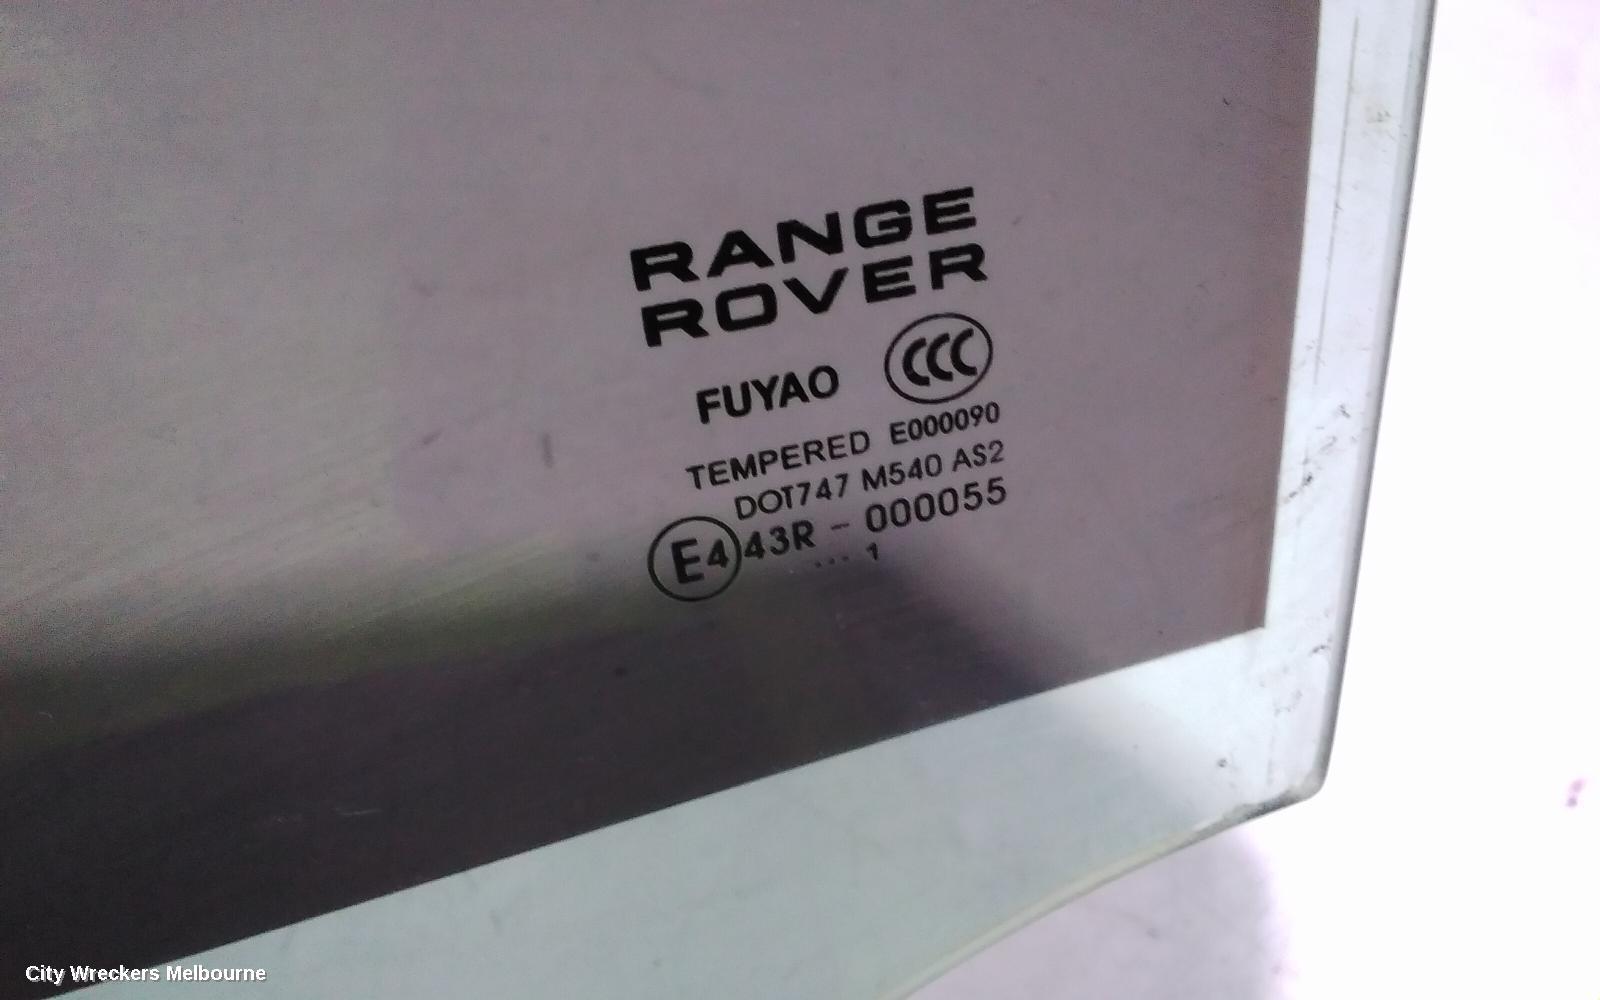 RANGE
ROVER
FUYAO CCC
TEMPERED E000090
DOT747 M540 AS2
E4 43R - 000055
... 1
City Wreckers Melbourne